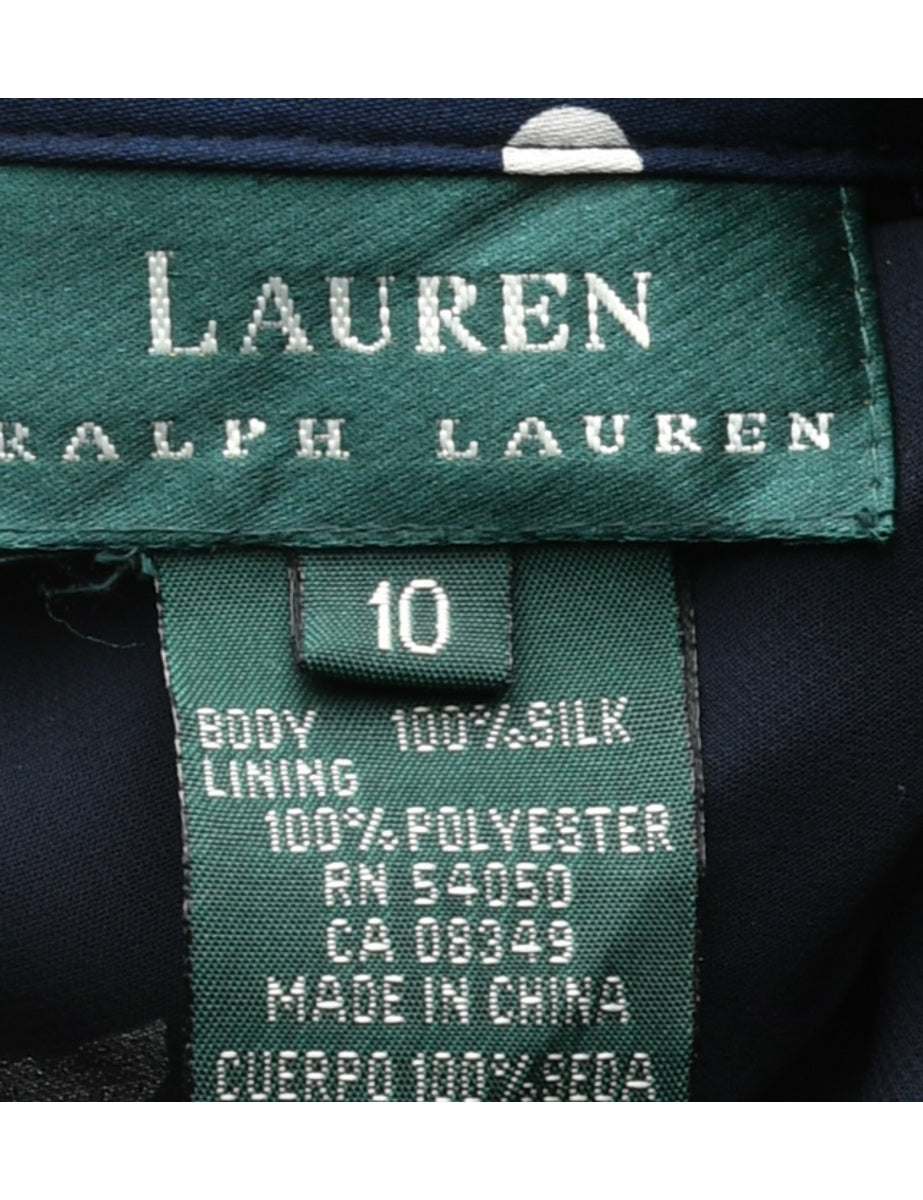 LAUREN
RALPH LAUREN
10
BODY 100%SILK
LINING
100%POLYESTER
RN 54050
CA 08349
MADE IN CHINA
CUERPO 100%SEDA